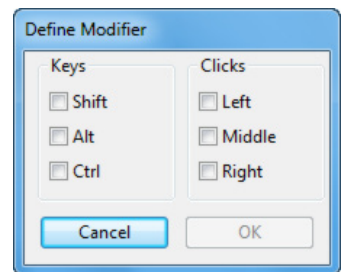 Define Modifier
Keys Clicks
Shift Left
Alt Middle
Ctrl Right
Cancel OK